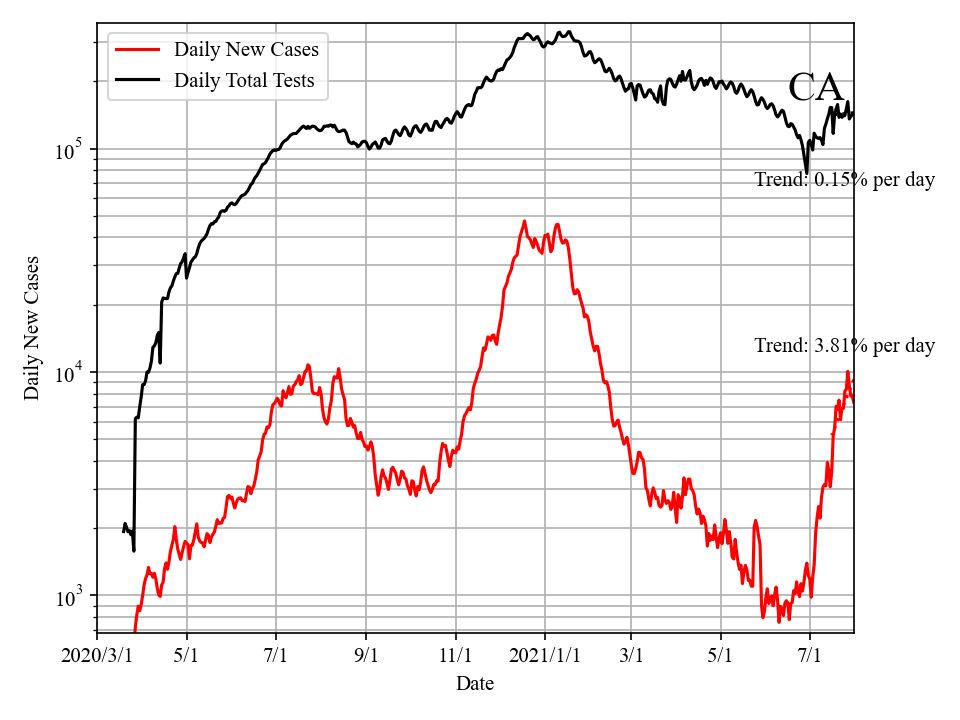 Daily New Cases
Daily Total Tests
CA
Trend: 0.15% per day
Trend: 3.81% per day
10^5
10^4
10^3
Daily New Cases
2020/3/1 5/1 7/1 9/1 11/1 2021/1/1 3/1 5/1 7/1
Date